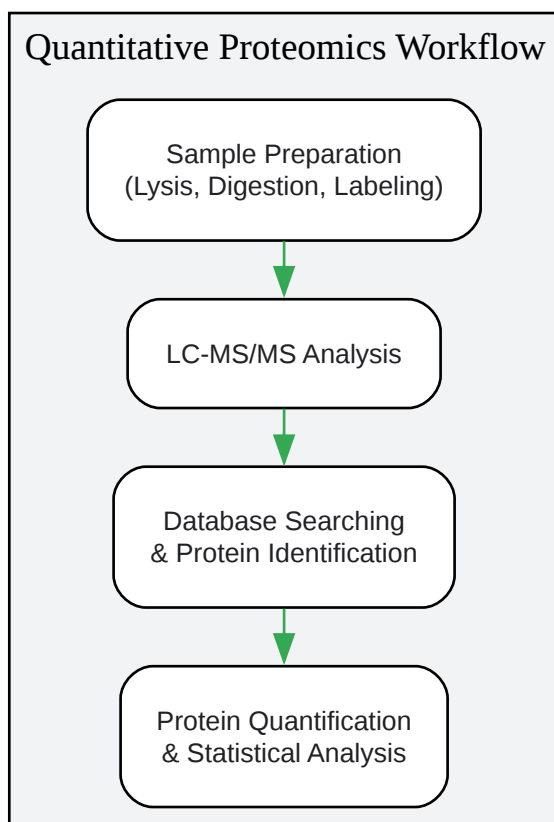 Quantitative Proteomics Workflow
Sample Preparation
(Lysis, Digestion, Labeling)
LC-MS/MS Analysis
Database Searching
& Protein Identification
Protein Quantification
& Statistical Analysis